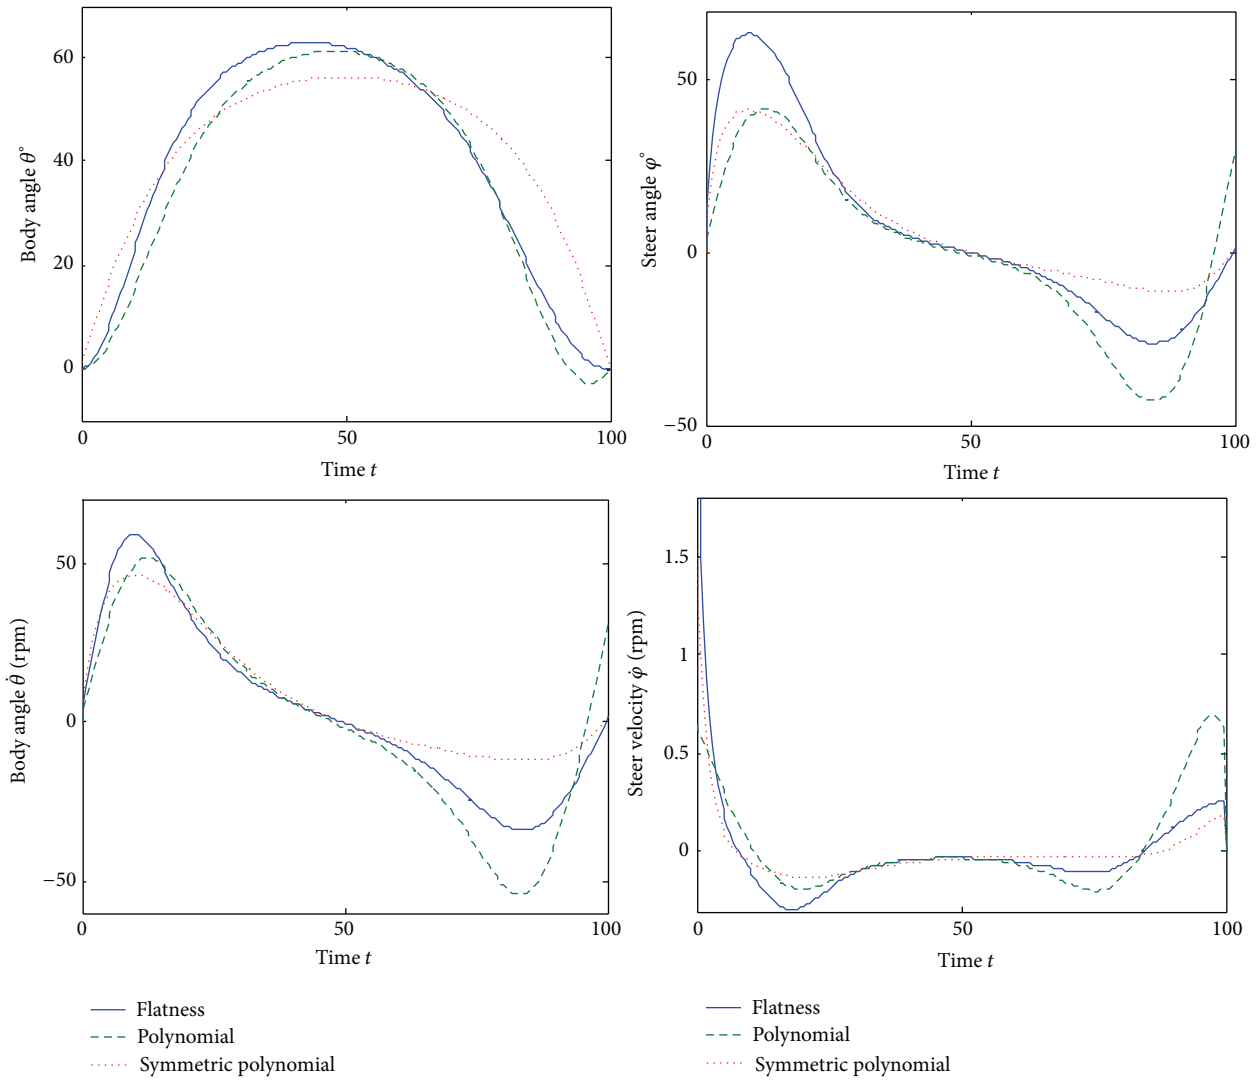 60
40
20
0
Body angle θ°
0
50
100
Time t
50
0
−50
Steer angle φ°
0
50
100
Time t
50
0
−50
Body angle θ̇ (rpm)
0
50
100
Time t
1.5
1
0.5
0
Steer velocity φ̇ (rpm)
0
50
100
Time t
Flatness
Polynomial
Symmetric polynomial
Flatness
Polynomial
Symmetric polynomial